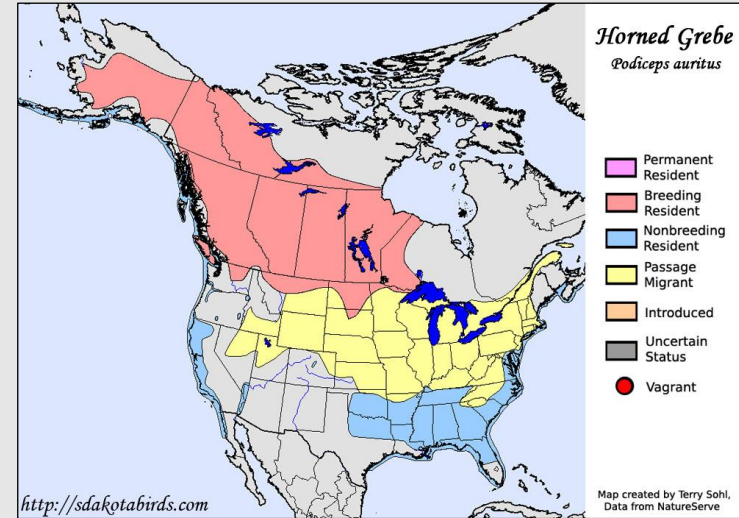 Horned Grebe
Podiceps auritus
Permanent
Resident
Breeding
Resident
Nonbreeding
Resident
Passage
Migrant
Introduced
Uncertain
Status
Vagrant
http://sdakotabirds.com
Map created by Terry Sohl,
Data from NatureServe